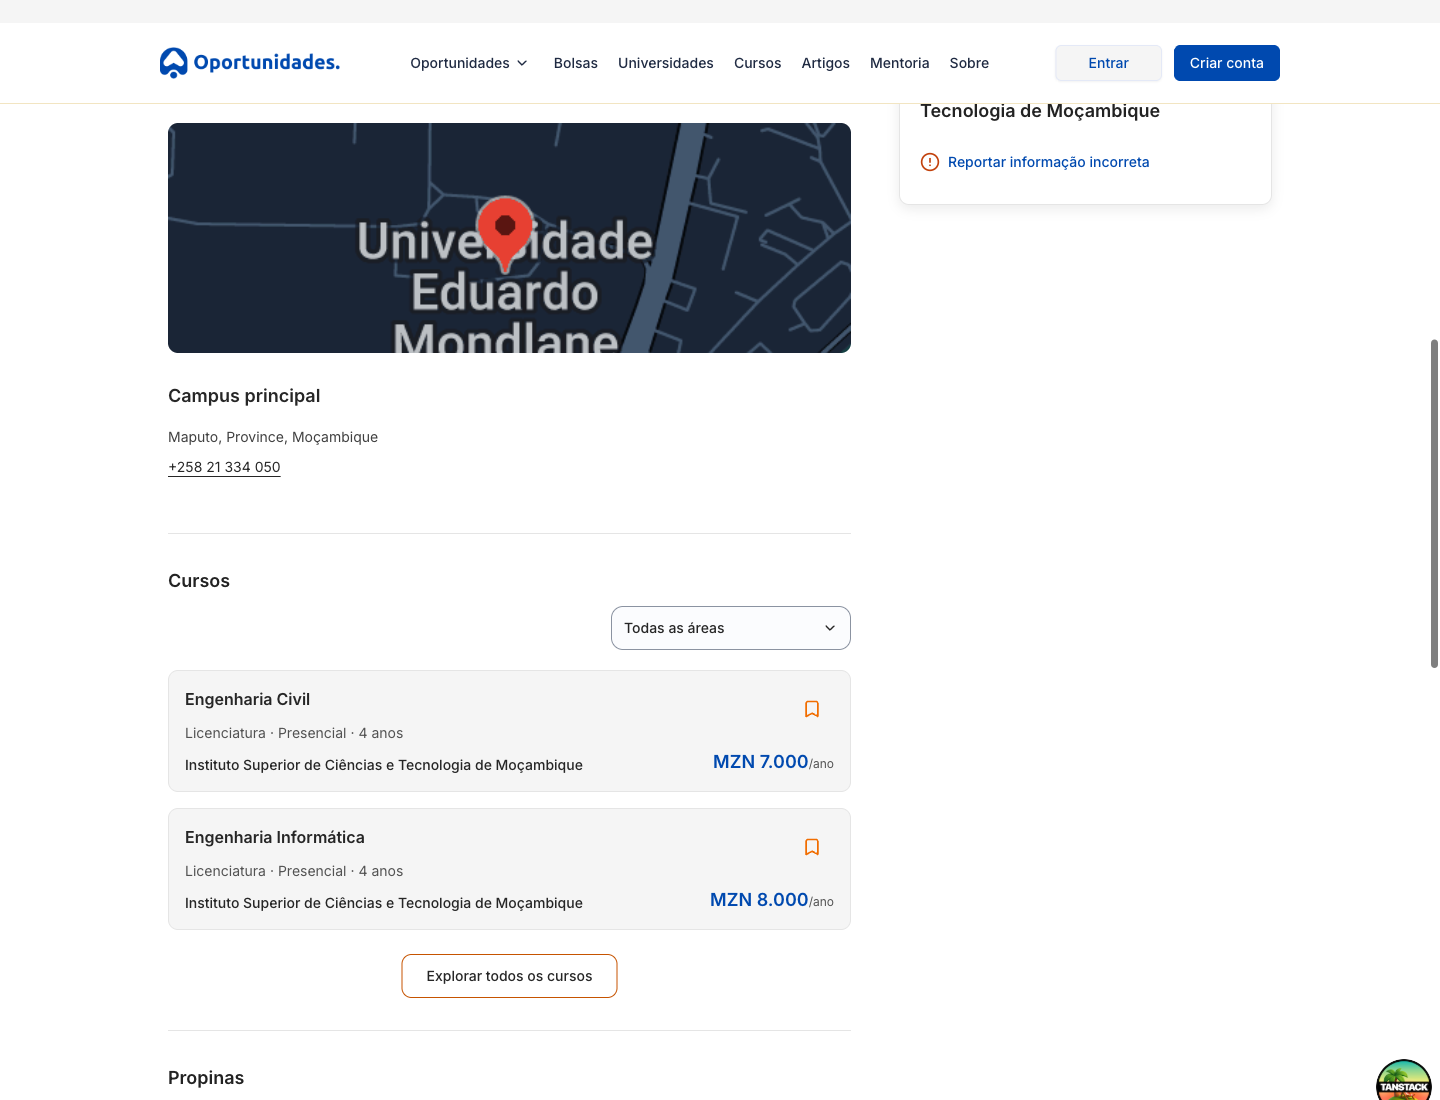 Oportunidades.
Oportunidades
Bolsas
Universidades
Cursos
Artigos
Mentoria
Sobre
Entrar
Criar conta
Tecnologia de Moçambique
Reportar informação incorreta
Universidade
Eduardo
Mondlane
Campus principal
Maputo, Province, Moçambique
+258 21 334 050
Cursos
Todas as áreas
Engenharia Civil
Licenciatura · Presencial · 4 anos
Instituto Superior de Ciências e Tecnologia de Moçambique
MZN 7.000/ano
Engenharia Informática
Licenciatura · Presencial · 4 anos
Instituto Superior de Ciências e Tecnologia de Moçambique
MZN 8.000/ano
Explorar todos os cursos
Propinas
TANSTACK